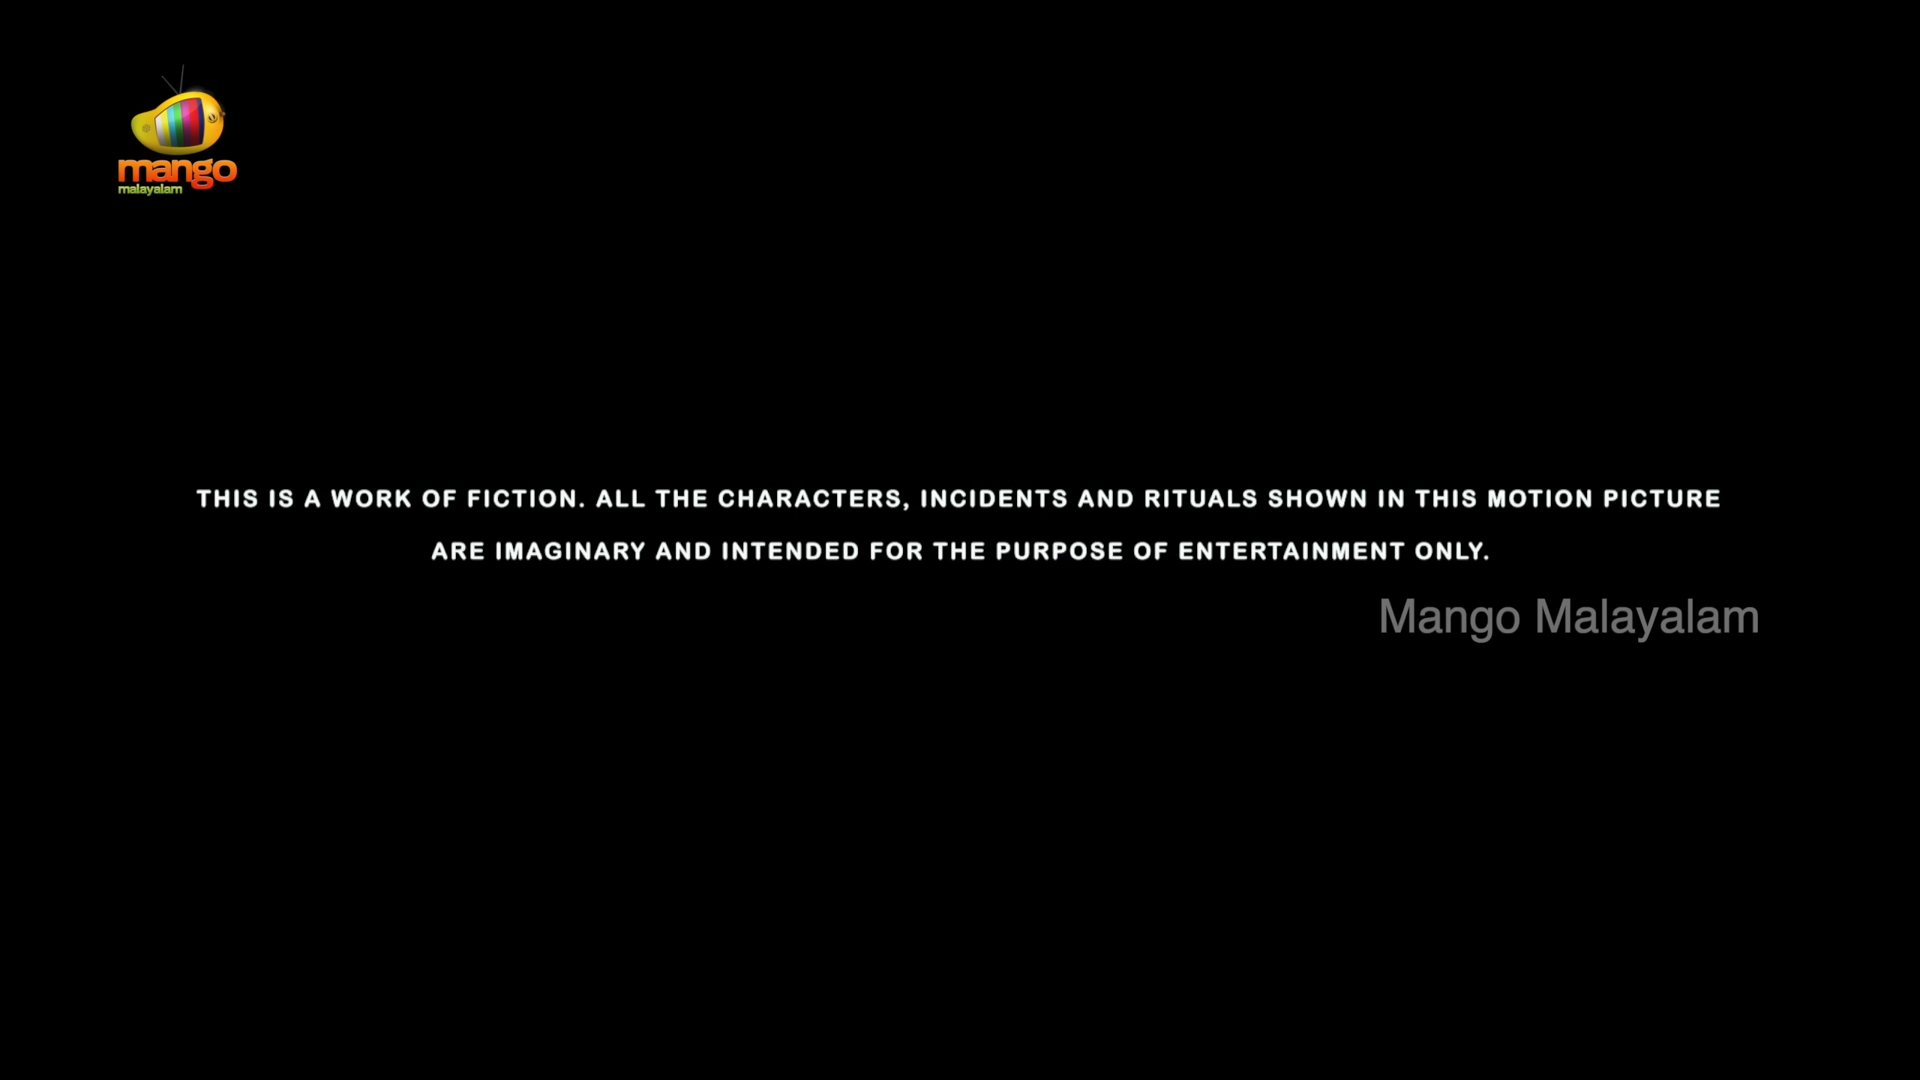 mango
malayalam
THIS IS A WORK OF FICTION. ALL THE CHARACTERS, INCIDENTS AND RITUALS SHOWN IN THIS MOTION PICTURE
ARE IMAGINARY AND INTENDED FOR THE PURPOSE OF ENTERTAINMENT ONLY.
Mango Malayalam